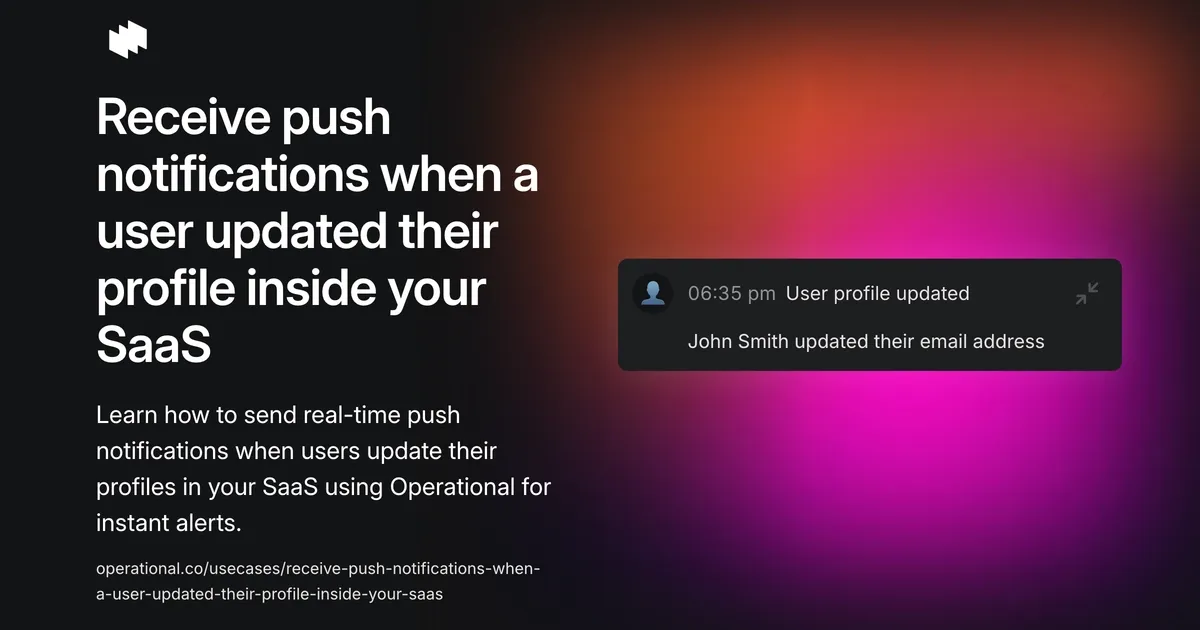 Receive push
notifications when a
user updated their
profile inside your
SaaS
Learn how to send real-time push
notifications when users update their
profiles in your SaaS using Operational for
instant alerts.
operational.co/usecases/receive-push-notifications-when-
a-user-updated-their-profile-inside-your-saas
06:35 pm User profile updated
John Smith updated their email address